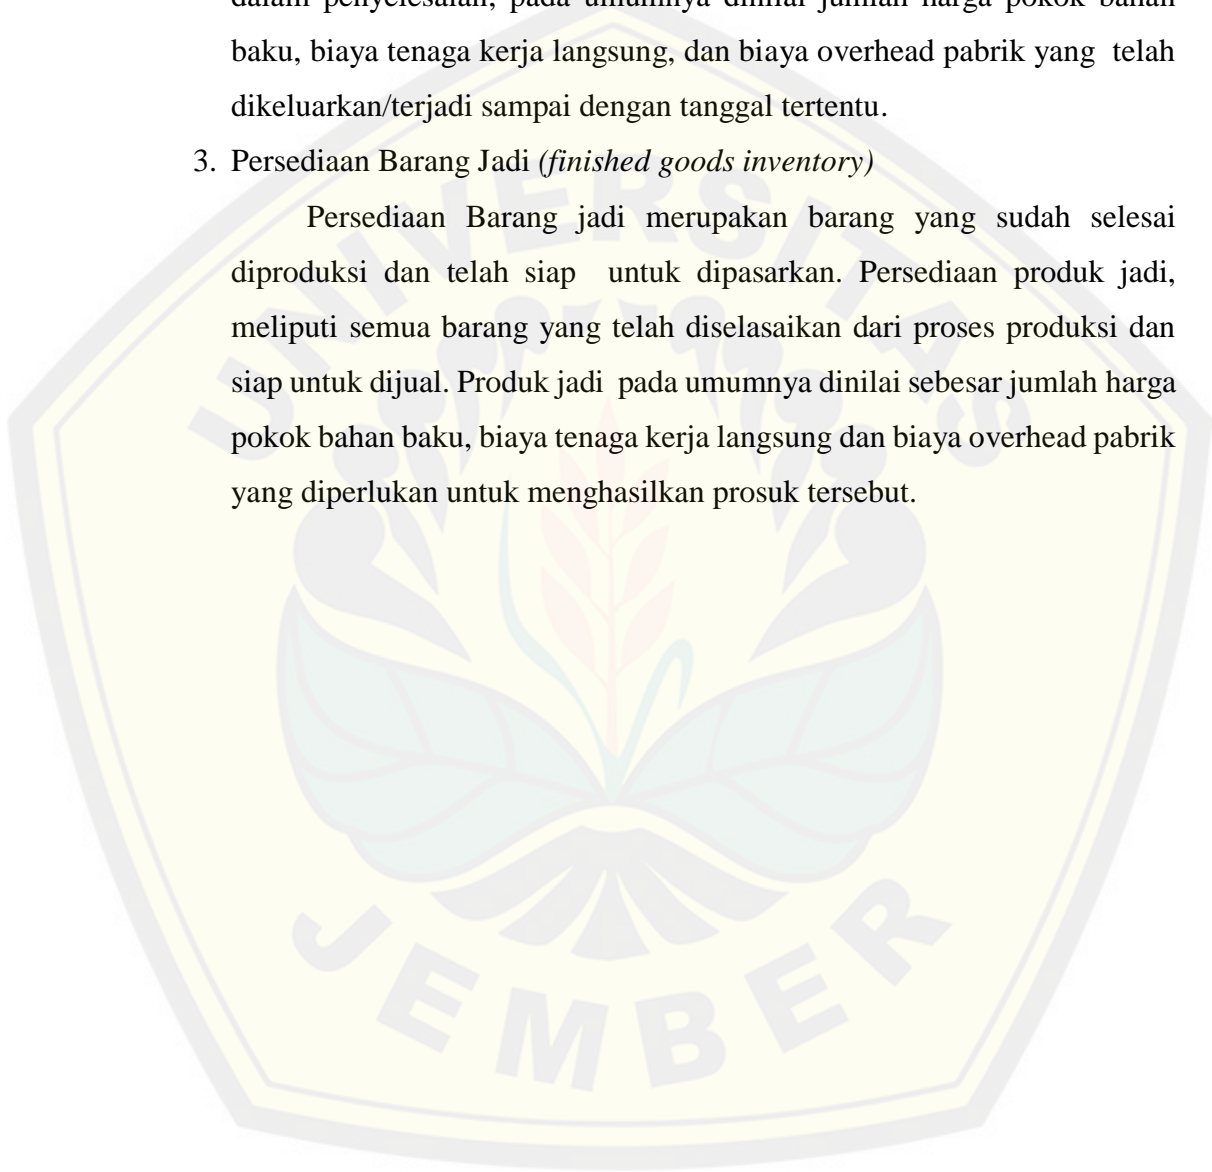 dalam penyelesaian, pada umumnya dinilai jumlah harga pokok bahan
baku, biaya tenaga kerja langsung, dan biaya overhead pabrik yang telah
dikeluarkan/terjadi sampai dengan tanggal tertentu.
3. Persediaan Barang Jadi (finished goods inventory)
Persediaan Barang jadi merupakan barang yang sudah selesai
diproduksi dan telah siap untuk dipasarkan. Persediaan produk jadi,
meliputi semua barang yang telah diselasaikan dari proses produksi dan
siap untuk dijual. Produk jadi pada umumnya dinilai sebesar jumlah harga
pokok bahan baku, biaya tenaga kerja langsung dan biaya overhead pabrik
yang diperlukan untuk menghasilkan prosuk tersebut.
UNIVERSITAS
JEMBER